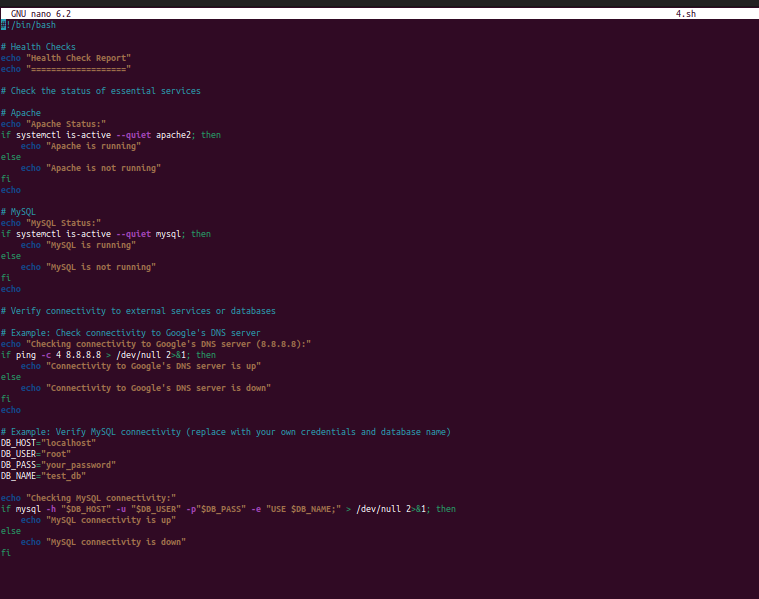 GNU nano 6.2 4.sh
#!/bin/bash
# Health Checks
echo "Health Check Report"
echo "==================="
# Check the status of essential services
# Apache
echo "Apache Status:"
if systemctl is-active --quiet apache2; then
    echo "Apache is running"
else
    echo "Apache is not running"
fi
echo
# MySQL
echo "MySQL Status:"
if systemctl is-active --quiet mysql; then
    echo "MySQL is running"
else
    echo "MySQL is not running"
fi
echo
# Verify connectivity to external services or databases
# Example: Check connectivity to Google's DNS server
echo "Checking connectivity to Google's DNS server (8.8.8.8):"
if ping -c 4 8.8.8.8 > /dev/null 2>&1; then
    echo "Connectivity to Google's DNS server is up"
else
    echo "Connectivity to Google's DNS server is down"
fi
echo
# Example: Verify MySQL connectivity (replace with your own credentials and database name)
DB_HOST="localhost"
DB_USER="root"
DB_PASS="your_password"
DB_NAME="test_db"
echo "Checking MySQL connectivity:"
if mysql -h "$DB_HOST" -u "$DB_USER" -p"$DB_PASS" -e "USE $DB_NAME;" > /dev/null 2>&1; then
    echo "MySQL connectivity is up"
else
    echo "MySQL connectivity is down"
fi